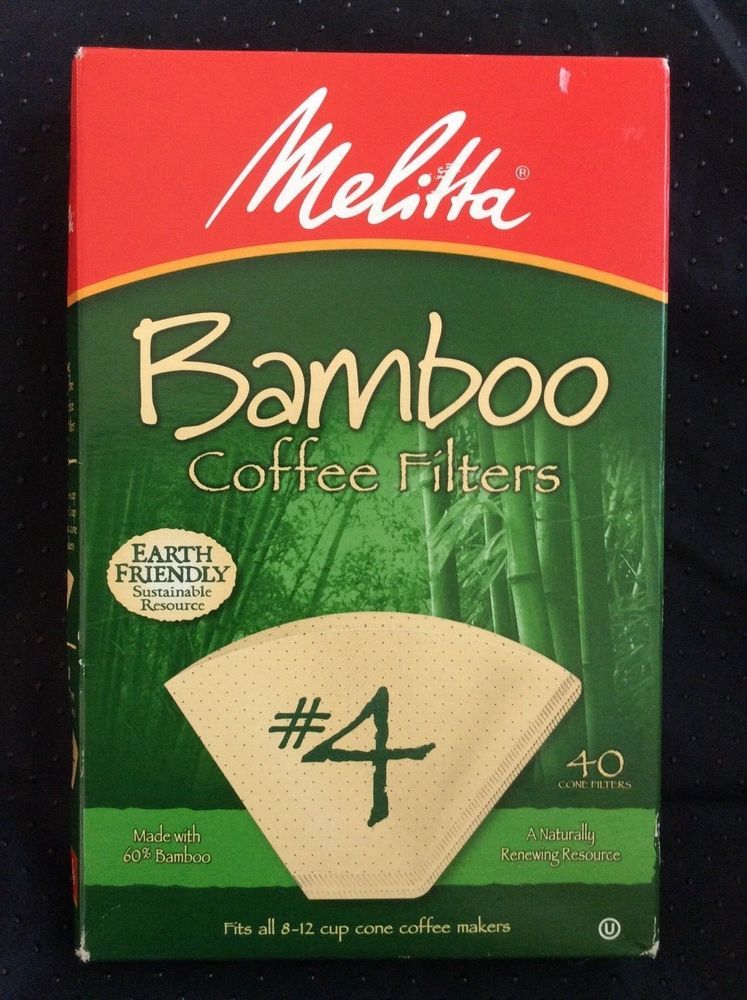 Melitta®
Bamboo
Coffee Filters
EARTH
FRIENDLY
Sustainable
Resource
#4
40
CONE FILTERS
Made with
60% Bamboo
A Naturally
Renewing Resource
Fits all 8-12 cup cone coffee makers
U